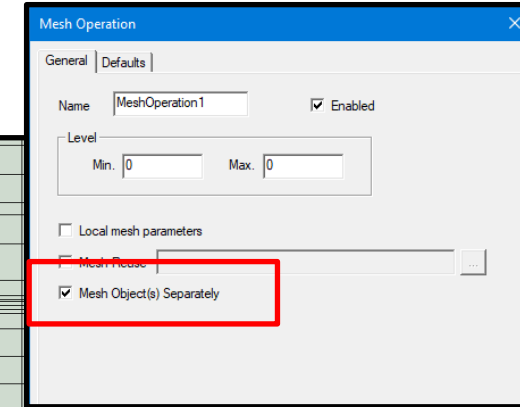 Mesh Operation
General Defaults
Name MeshOperation1 Enabled
Level
Min. 0 Max. 0
Local mesh parameters
Mesh Reuse ...
Mesh Object(s) Separately